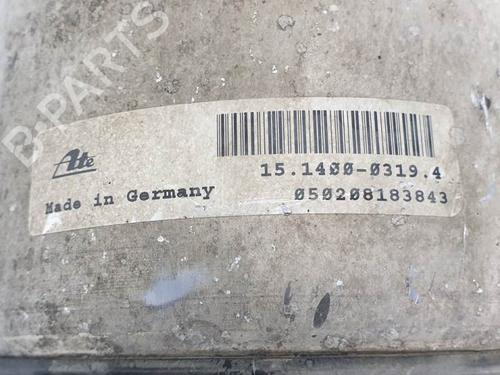 B-PARTS
Ate
Made in Germany
15.1400-0319.4
050208183843